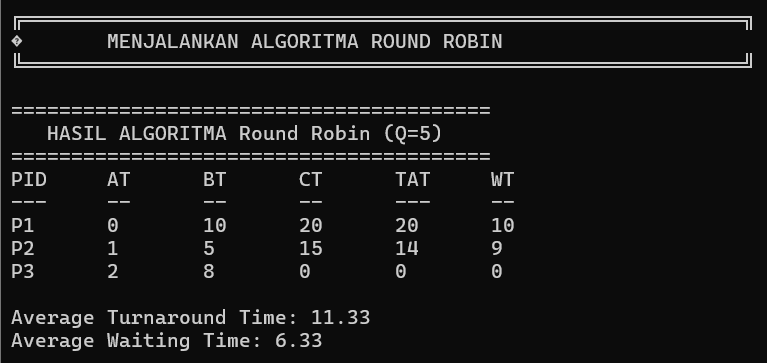 MENJALANKAN ALGORITMA ROUND ROBIN
========================================
HASIL ALGORITMA Round Robin (Q=5)
========================================
PID AT BT CT TAT WT
--- -- -- -- --- --
P1 0 10 20 20 10
P2 1 5 15 14 9
P3 2 8 0 0 0
Average Turnaround Time: 11.33
Average Waiting Time: 6.33